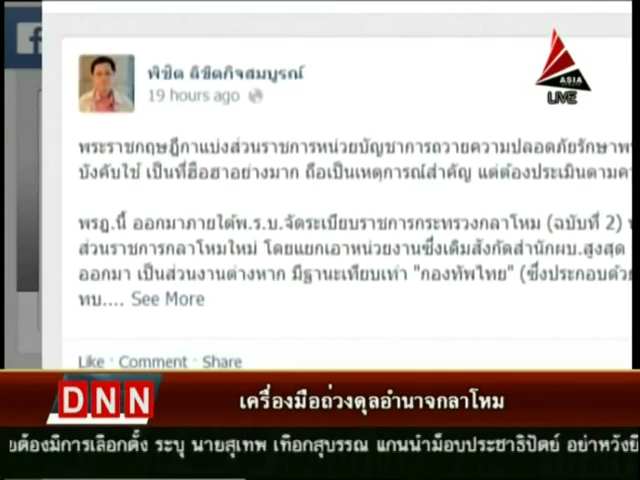 พิชิต ลิขิตกิจสมบูรณ์
19 hours ago
ASIA
LIVE
พระราชกฤษฎีกาแบ่งส่วนราชการหน่วยบัญชาการถวายความปลอดภัยรักษาพ
บังคับใช้ เป็นที่ฮือฮาอย่างมาก ถือเป็นเหตุการณ์สำคัญ แต่ต้องประเมินตามคว
พรฎ.นี้ ออกมาภายใต้พ.ร.บ.จัดระเบียบราชการกระทรวงกลาโหม (ฉบับที่ 2)
ส่วนราชการกลาโหมใหม่ โดยแยกเอาหน่วยงานซึ่งเดิมสังกัดสำนักผบ.สูงสุด
ออกมา เป็นส่วนงานต่างหาก มีฐานะเทียบเท่า "กองทัพไทย" (ซึ่งประกอบด้วย
ทบ.... See More
Like · Comment · Share
DNN
เครื่องมือถ่วงดุลอำนาจกลาโหม
ยต้องมีการเลือกตั้ง ระบุ นายสุเทพ เทือกสุบรรณ แกนนำม็อบประชาธิปัตย์ อย่าหวังยึ